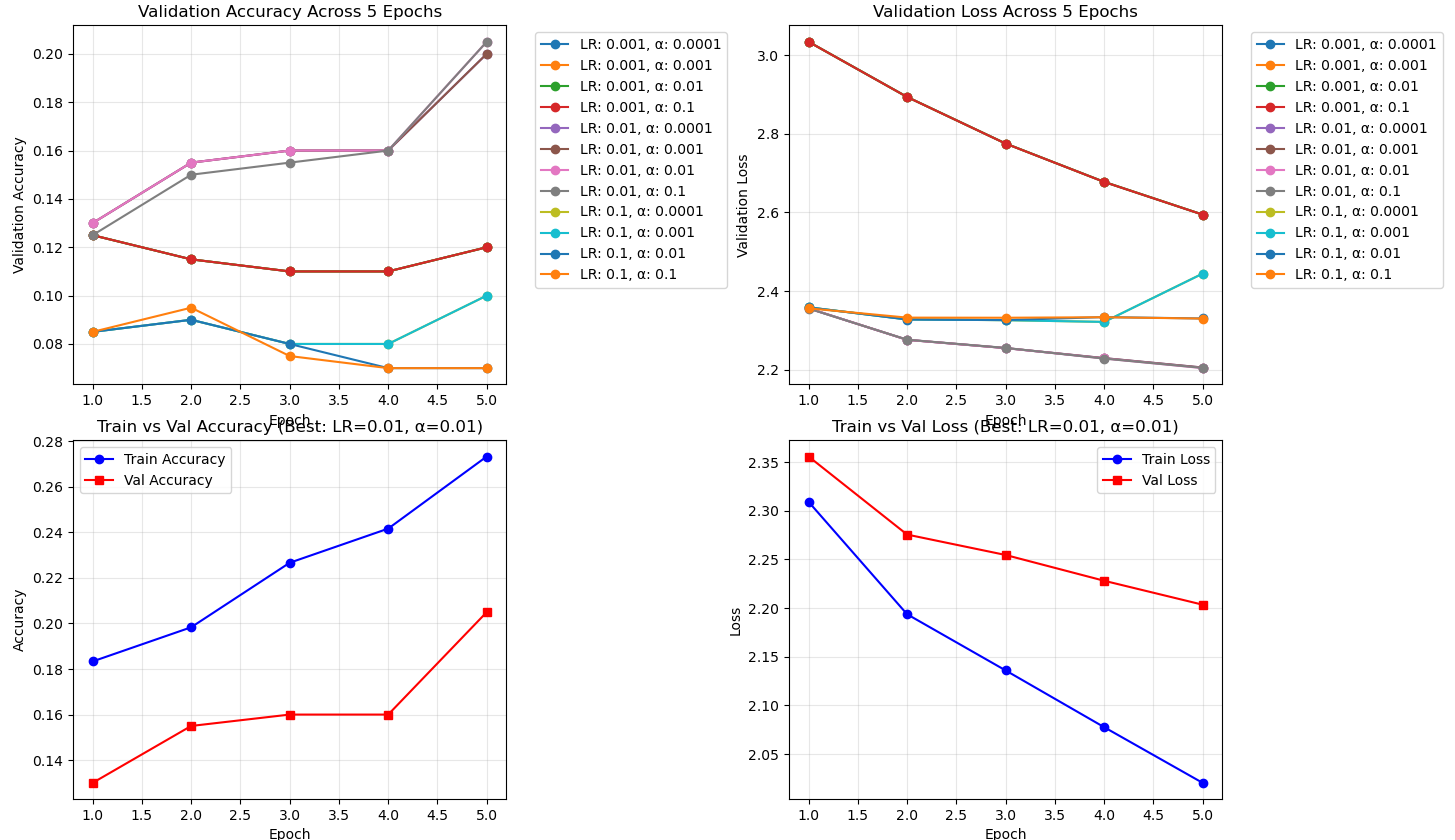 Validation Accuracy Across 5 Epochs
Validation Accuracy
0.20
0.18
0.16
0.14
0.12
0.10
0.08
1.0 1.5 2.0 2.5 3.0 3.5 4.0 4.5 5.0
Epoch
LR: 0.001, α: 0.0001
LR: 0.001, α: 0.001
LR: 0.001, α: 0.01
LR: 0.001, α: 0.1
LR: 0.01, α: 0.0001
LR: 0.01, α: 0.001
LR: 0.01, α: 0.01
LR: 0.01, α: 0.1
LR: 0.1, α: 0.0001
LR: 0.1, α: 0.001
LR: 0.1, α: 0.01
LR: 0.1, α: 0.1
Validation Loss Across 5 Epochs
Validation Loss
3.0
2.8
2.6
2.4
2.2
1.0 1.5 2.0 2.5 3.0 3.5 4.0 4.5 5.0
Epoch
LR: 0.001, α: 0.0001
LR: 0.001, α: 0.001
LR: 0.001, α: 0.01
LR: 0.001, α: 0.1
LR: 0.01, α: 0.0001
LR: 0.01, α: 0.001
LR: 0.01, α: 0.01
LR: 0.01, α: 0.1
LR: 0.1, α: 0.0001
LR: 0.1, α: 0.001
LR: 0.1, α: 0.01
LR: 0.1, α: 0.1
Train vs Val Accuracy (Best: LR=0.01, α=0.01)
Accuracy
0.28
0.26
0.24
0.22
0.20
0.18
0.16
0.14
Train Accuracy
Val Accuracy
1.0 1.5 2.0 2.5 3.0 3.5 4.0 4.5 5.0
Epoch
Train vs Val Loss (Best: LR=0.01, α=0.01)
Loss
2.35
2.30
2.25
2.20
2.15
2.10
2.05
Train Loss
Val Loss
1.0 1.5 2.0 2.5 3.0 3.5 4.0 4.5 5.0
Epoch